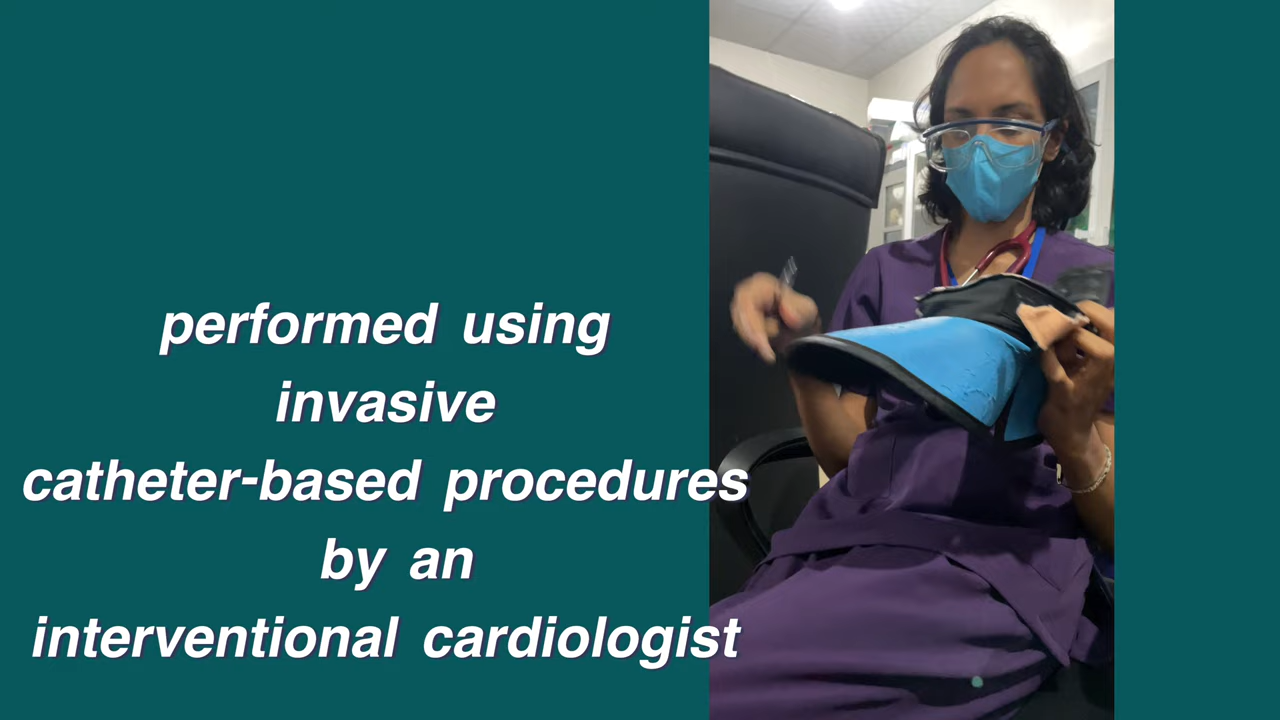 performed using
invasive
catheter-based procedures
by an
interventional cardiologist